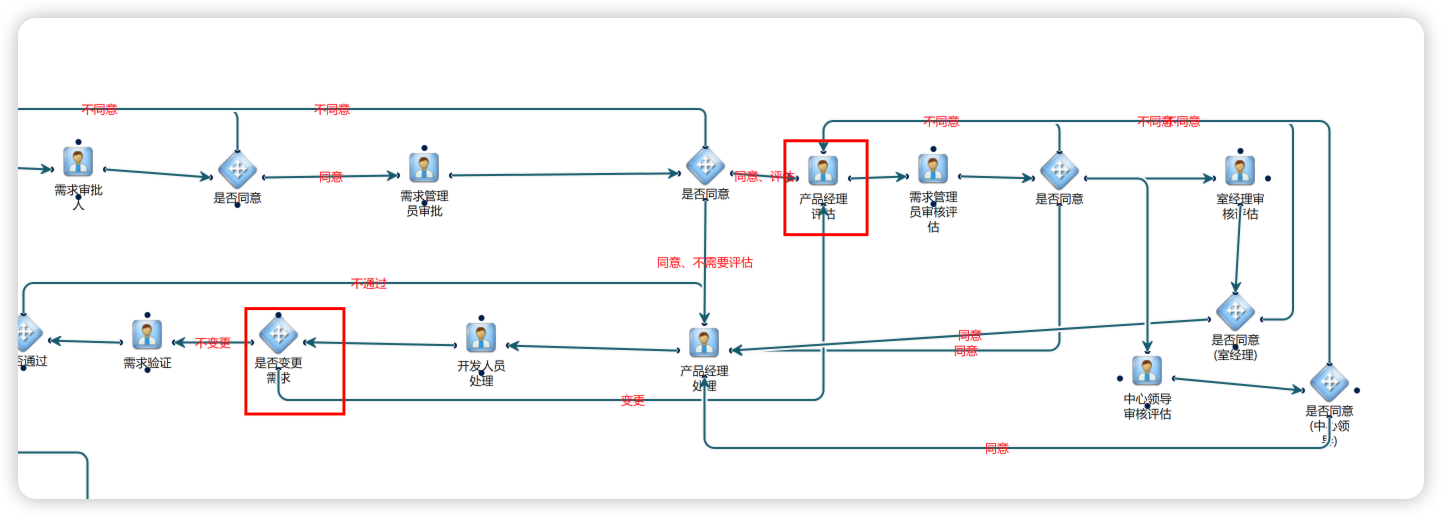 不同意
不同意
不同意
不同意
不同意
需求审批
人
同意
是否同意
需求管理
员审批
是否同意
同意、评估
产品经理
评估
需求管理
员审核评
估
是否同意
室经理审
核评估
同意、不需要评估
不通过
通过
需求验证
不变更
是否变更
需求
开发人员
处理
产品经理
处理
同意
同意
是否同意
(室经理)
变更
中心领导
审核评估
是否同意
(中心领
同意